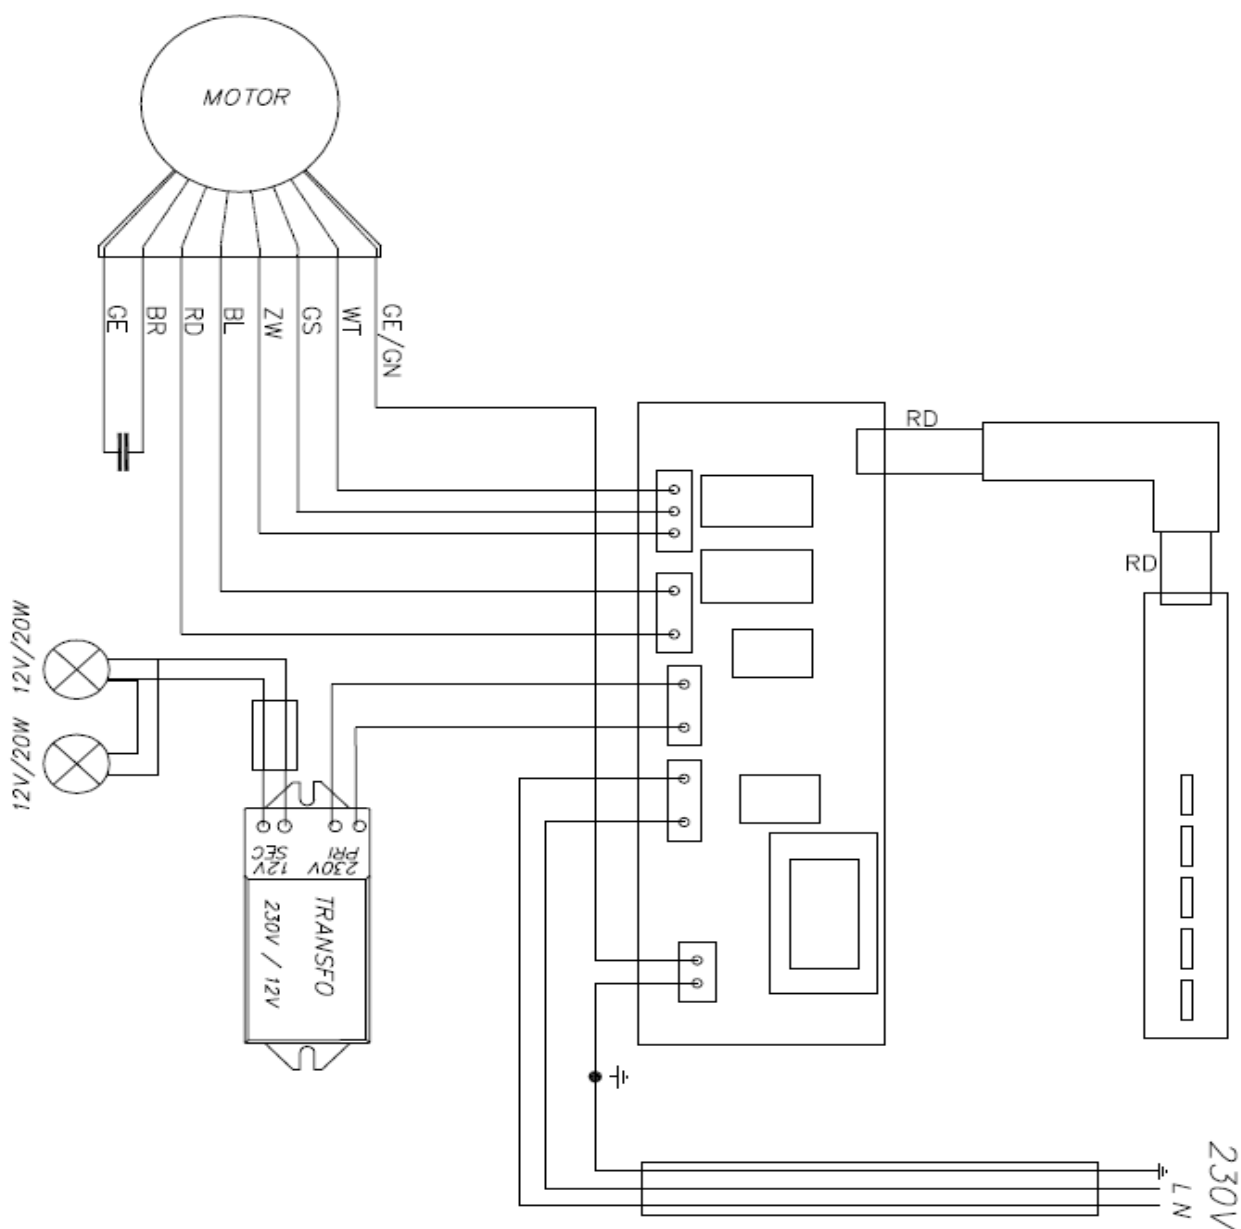 MOTOR
GE
BR
RD
BL
ZW
GS
WT
GE/GN
RD
RD
12V/20W
12V/20W
12V
SEC
230V
PRI
TRANSFO
230V / 12V
230V
L
N